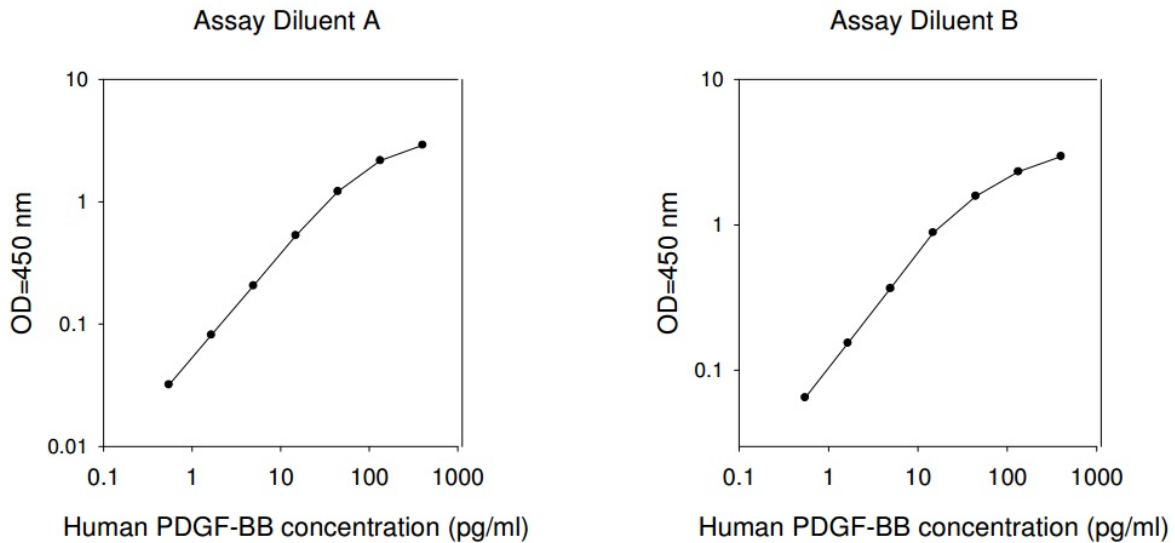 Assay Diluent A
10
1
0.1
0.01
OD=450 nm
0.1 1 10 100 1000
Human PDGF-BB concentration (pg/ml)
Assay Diluent B
10
1
0.1
OD=450 nm
0.1 1 10 100 1000
Human PDGF-BB concentration (pg/ml)